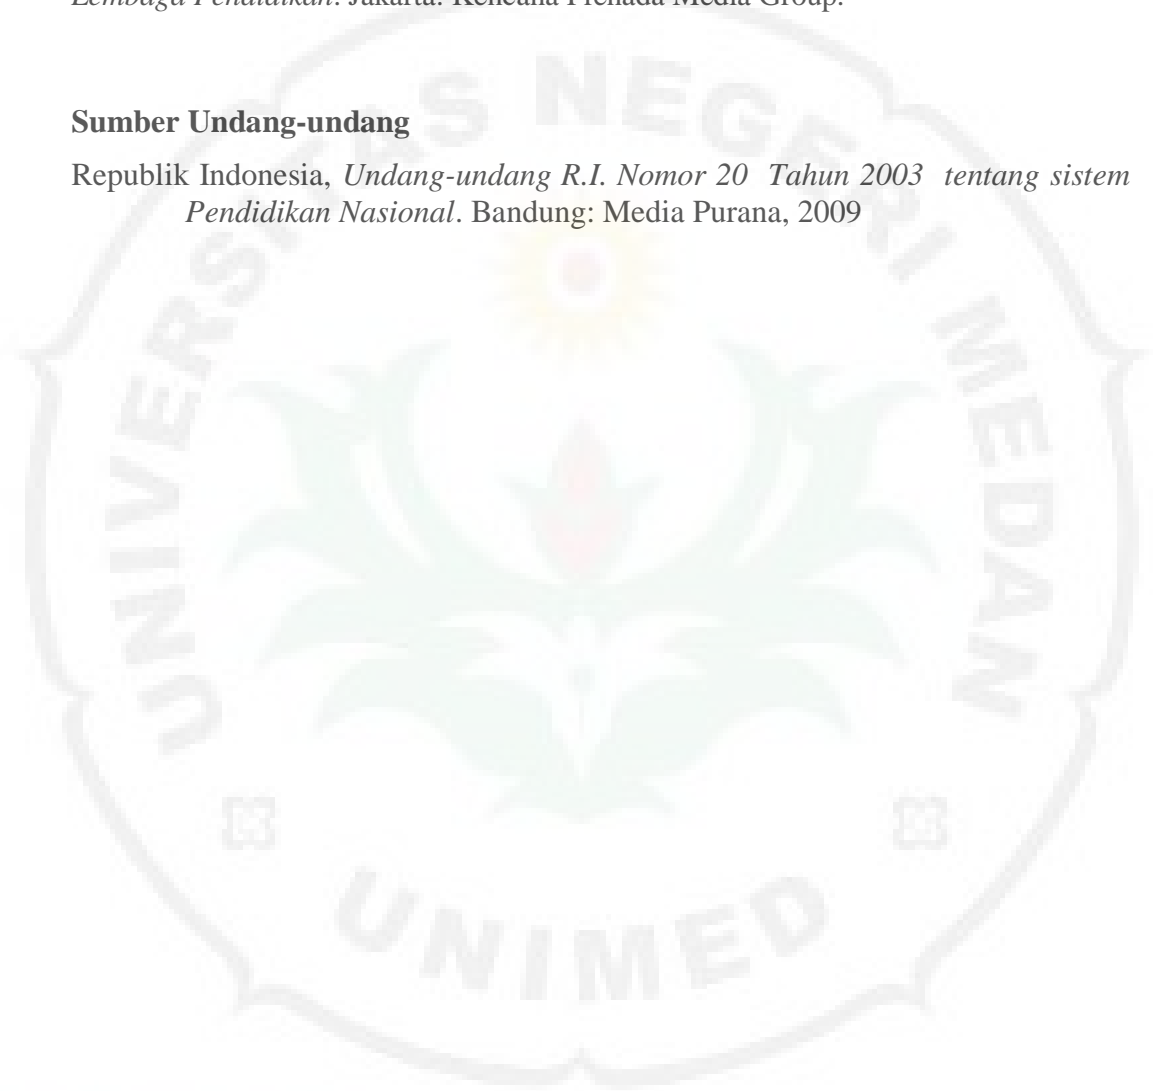 Lembaga Pendidikan. Jakarta: Kencana Prenada Media Group.
Sumber Undang-undang
Republik Indonesia, Undang-undang R.I. Nomor 20 Tahun 2003 tentang sistem
Pendidikan Nasional. Bandung: Media Purana, 2009
UNIVERSITAS NEGERI MEDAN
UNIMED